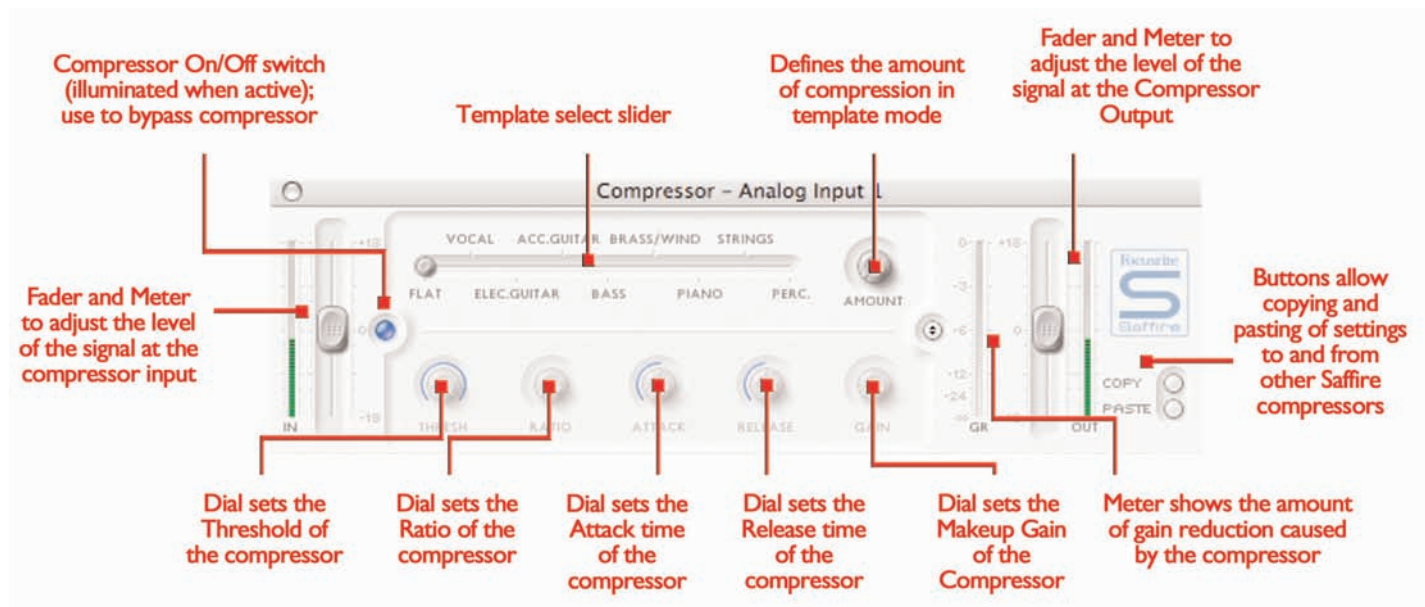 Compressor On/Off switch
(illuminated when active);
use to bypass compressor
Template select slider
Defines the amount
of compression in
template mode
Fader and Meter to
adjust the level of the
signal at the Compressor
Output
Compressor – Analog Input 1
Fader and Meter
to adjust the level
of the signal at the
compressor input
+18
0
-18
IN
VOCAL ACC.GUITAR BRASS/WIND STRINGS
FLAT ELEC.GUITAR BASS PIANO PERC.
AMOUNT
THRESH RATIO ATTACK RELEASE GAIN
0
-3
-6
-12
-24
∞
GR
+18
0
OUT
Focusrite
Saffire
COPY
PASTE
Buttons allow
copying and
pasting of settings
to and from
other Saffire
compressors
Dial sets the
Threshold of
the compressor
Dial sets the
Ratio of the
compressor
Dial sets the
Attack time
of the
compressor
Dial sets the
Release time
of the
compressor
Dial sets the
Makeup Gain
of the
Compressor
Meter shows the amount
of gain reduction caused
by the compressor